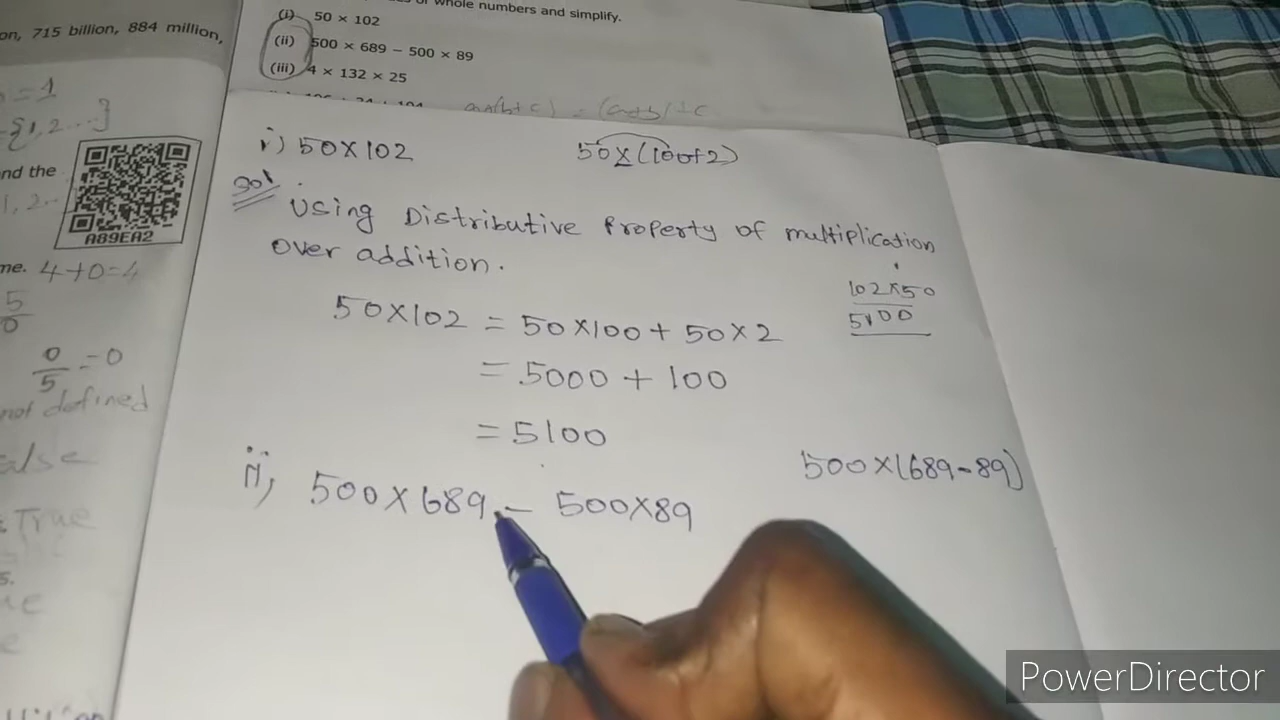 whole numbers and simplify.
on, 715 billion, 884 million,
(i) 50 × 102
(ii) 500 × 689 − 500 × 89
(iii) 4 × 132 × 25
nd the
A89EA2
me. 4+0=4
5
0
0/5 = 0
not defined
True
i) 50×102
50×(100+2)
Sol
Using Distributive Property of multiplication
over addition.
50×102 = 50×100 + 50×2
102×50
5100
= 5000 + 100
= 5100
ii, 500×689 − 500×89
500×(689−89)
PowerDirector